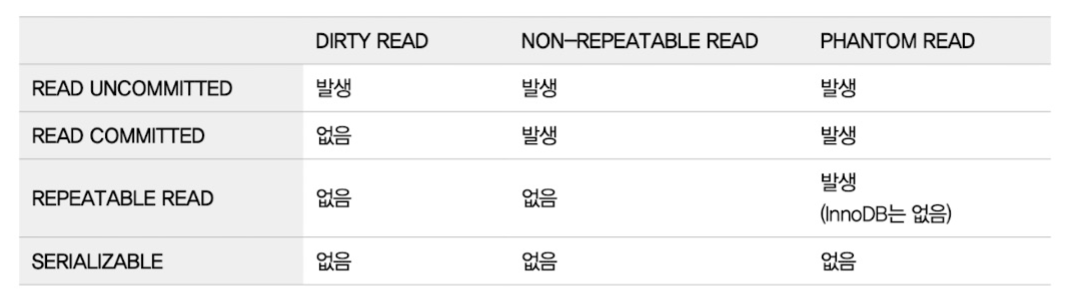 DIRTY READ NON-REPEATABLE READ PHANTOM READ
READ UNCOMMITTED 발생 발생 발생
READ COMMITTED 없음 발생 발생
REPEATABLE READ 없음 없음 발생
(InnoDB는 없음)
SERIALIZABLE 없음 없음 없음